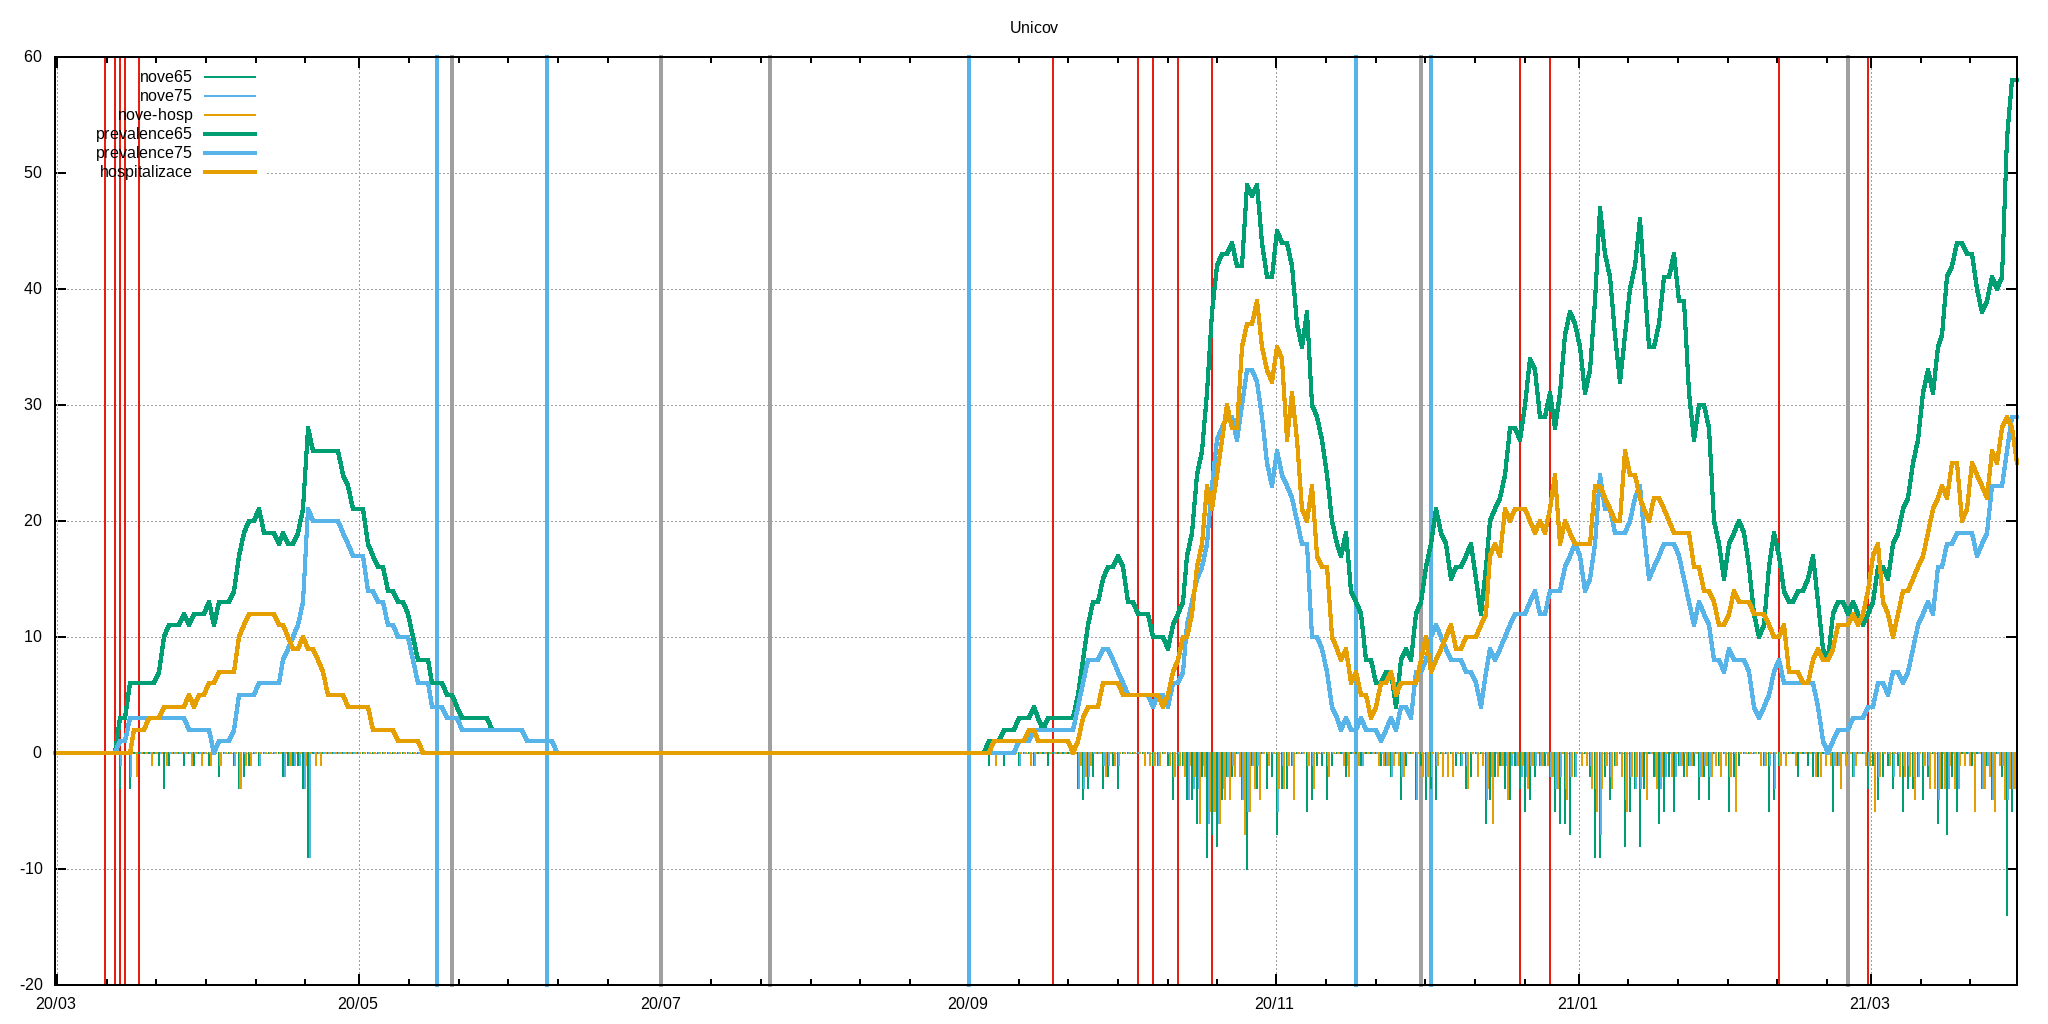 Unicov
60
50
40
30
20
10
0
-10
-20
nove65
nove75
nove-hosp
prevalence65
prevalence75
hospitalizace
20/03 20/05 20/07 20/09 20/11 21/01 21/03